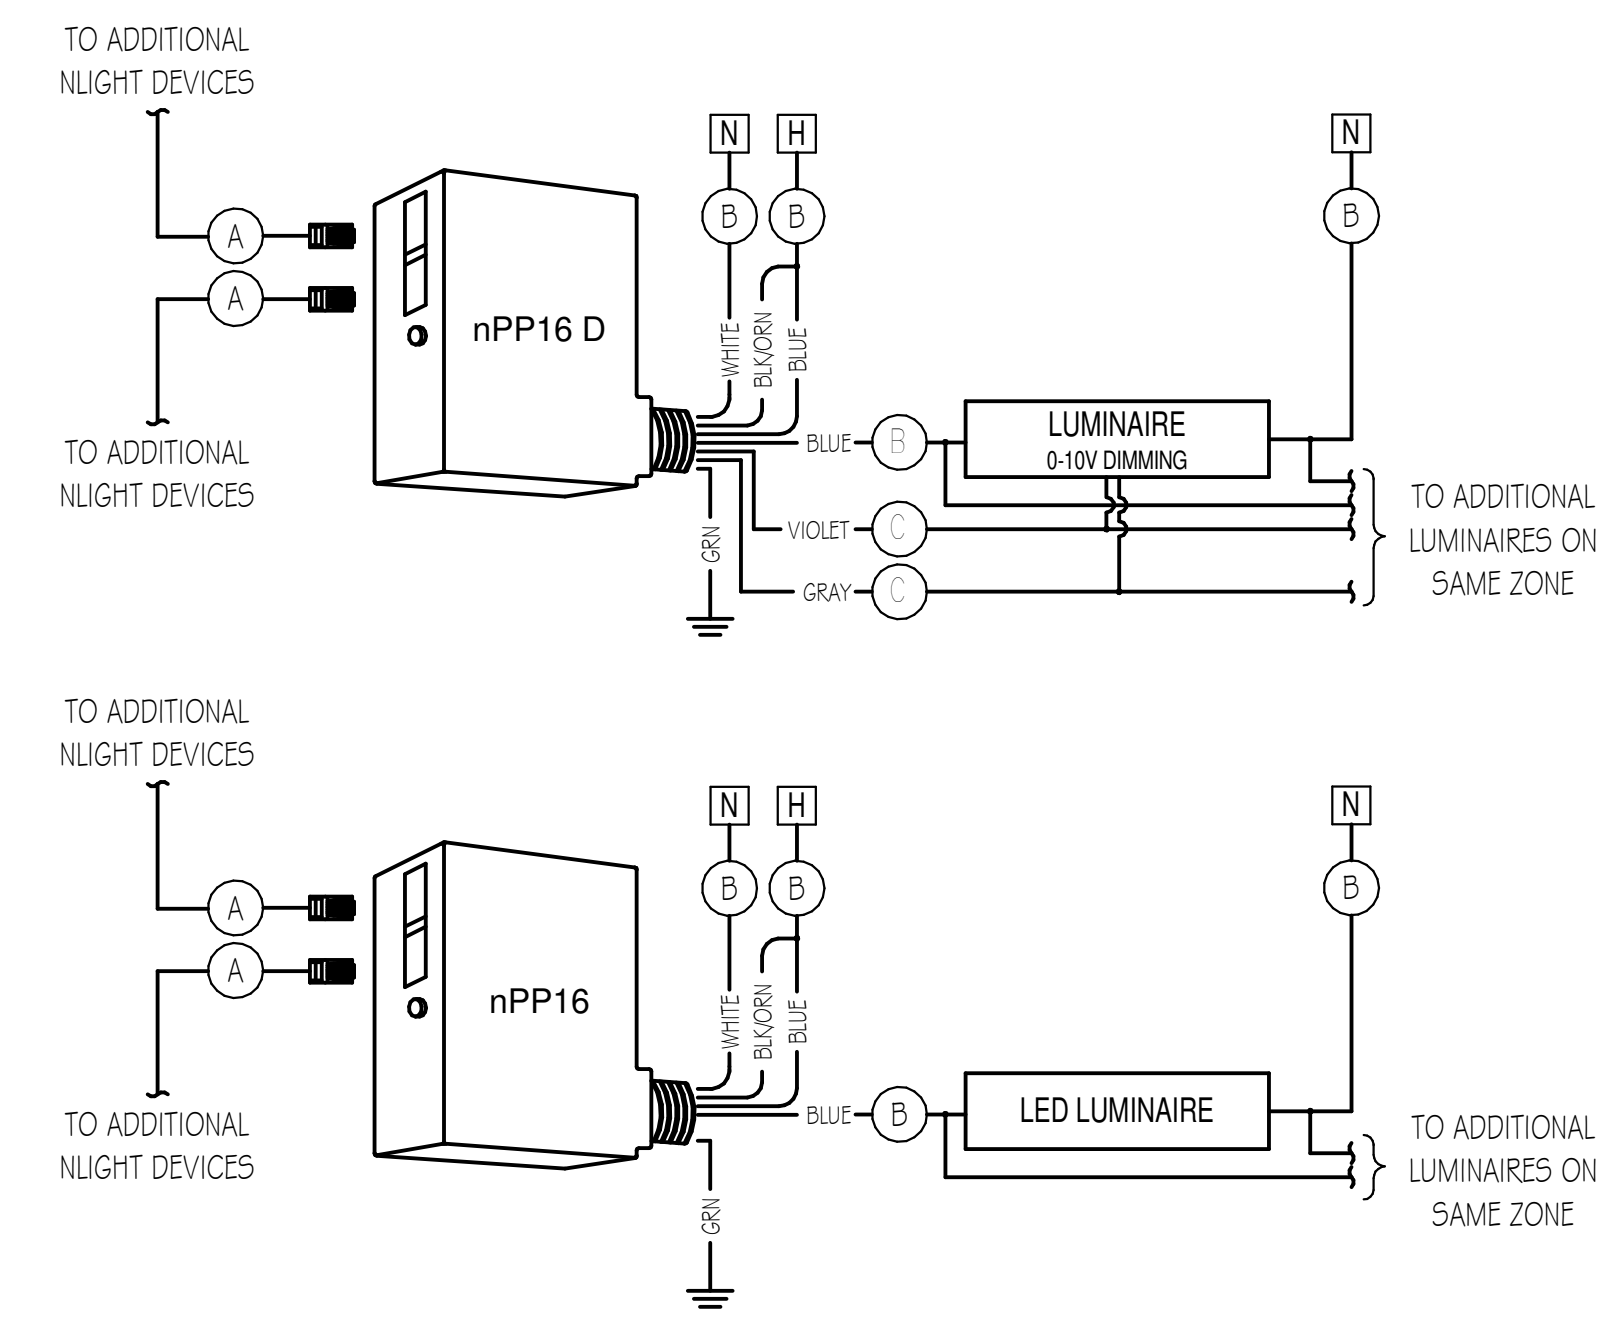 TO ADDITIONAL
NLIGHT DEVICES
N
H
N
B
B
B
A
A
nPP16 D
WHITE
BLK/ORN
BLUE
LUMINAIRE
0-10V DIMMING
BLUE
B
TO ADDITIONAL
NLIGHT DEVICES
TO ADDITIONAL
LUMINAIRES ON
SAME ZONE
GRN
VIOLET
C
GRAY
C
TO ADDITIONAL
NLIGHT DEVICES
N
H
N
B
B
B
A
A
nPP16
WHITE
BLK/ORN
BLUE
BLUE
B
LED LUMINAIRE
TO ADDITIONAL
NLIGHT DEVICES
TO ADDITIONAL
LUMINAIRES ON
SAME ZONE
GRN